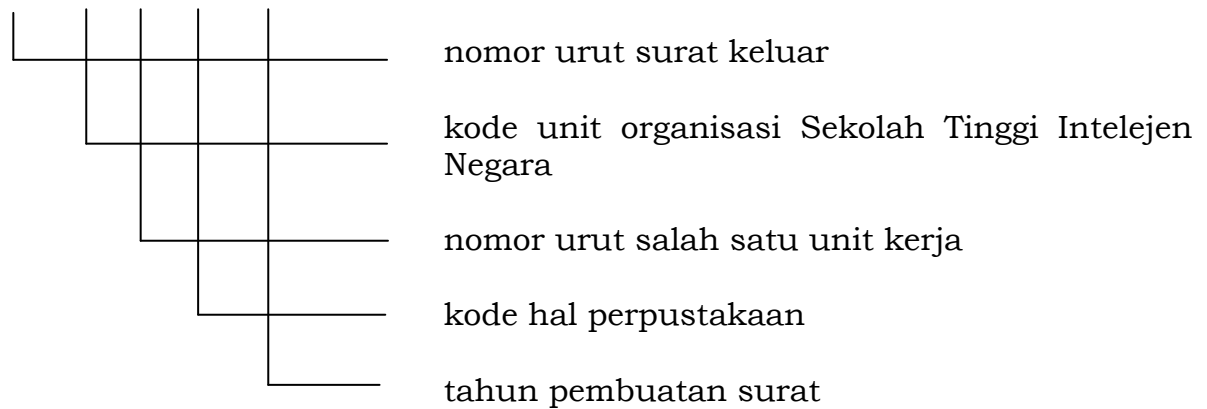 nomor urut surat keluar
kode unit organisasi Sekolah Tinggi Intelejen
Negara
nomor urut salah satu unit kerja
kode hal perpustakaan
tahun pembuatan surat